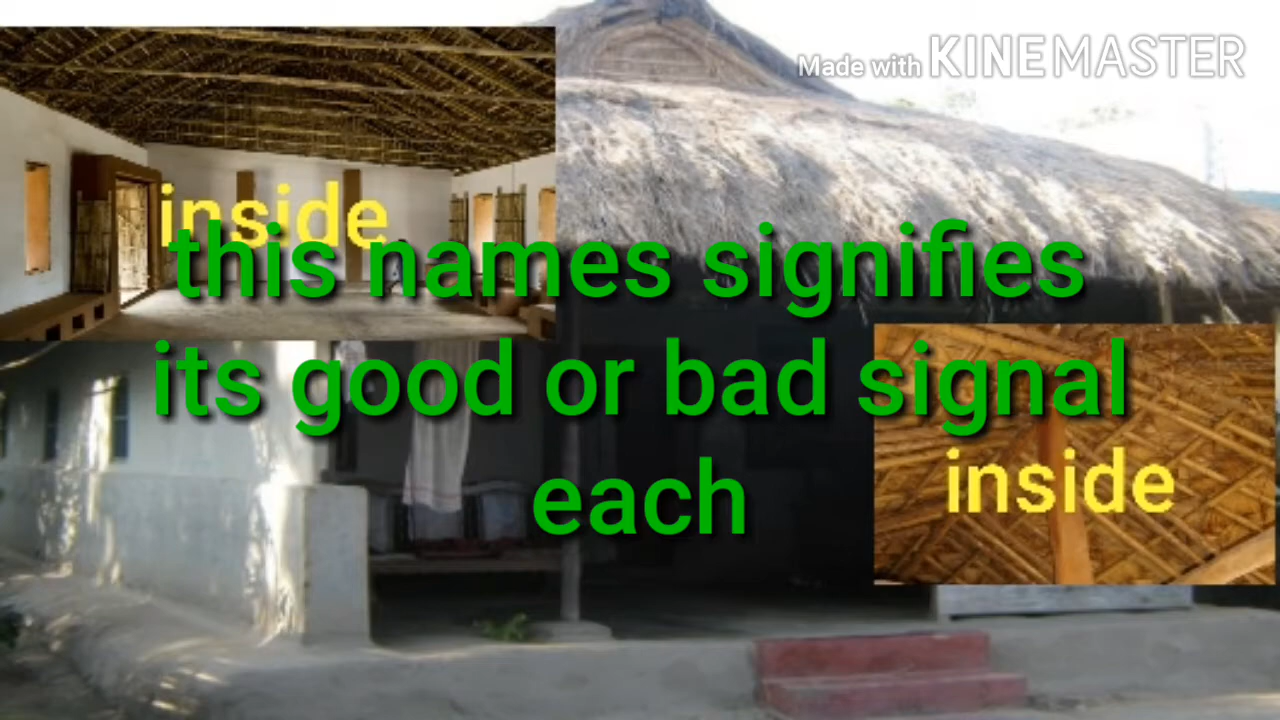 Made with KINEMASTER
inside
this names signifies
its good or bad signal
each
inside